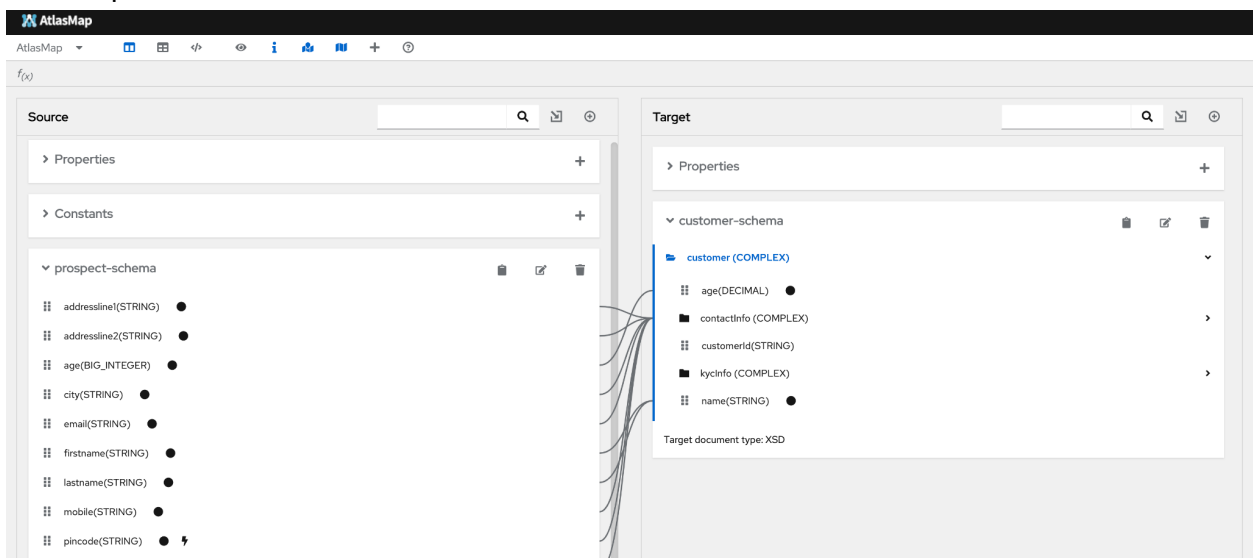 AtlasMap
AtlasMap
f(x)
Source
Target
Properties
Constants
prospect-schema
addressline1(STRING)
addressline2(STRING)
age(BIG_INTEGER)
city(STRING)
email(STRING)
firstname(STRING)
lastname(STRING)
mobile(STRING)
pincode(STRING)
Properties
customer-schema
customer (COMPLEX)
age(DECIMAL)
contactInfo (COMPLEX)
customerId(STRING)
kycInfo (COMPLEX)
name(STRING)
Target document type: XSD